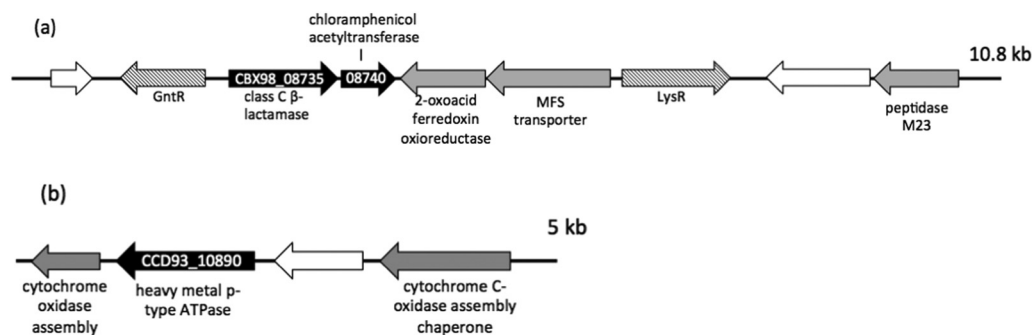 (a)
chloramphenicol
acetyltransferase
10.8 kb
CBX98_08735
08740
GntR
class C β-
lactamase
2-oxoacid
ferredoxin
oxioreductase
MFS
transporter
LysR
peptidase
M23
(b)
5 kb
CCD93_10890
cytochrome
oxidase
assembly
heavy metal p-
type ATPase
cytochrome C-
oxidase assembly
chaperone